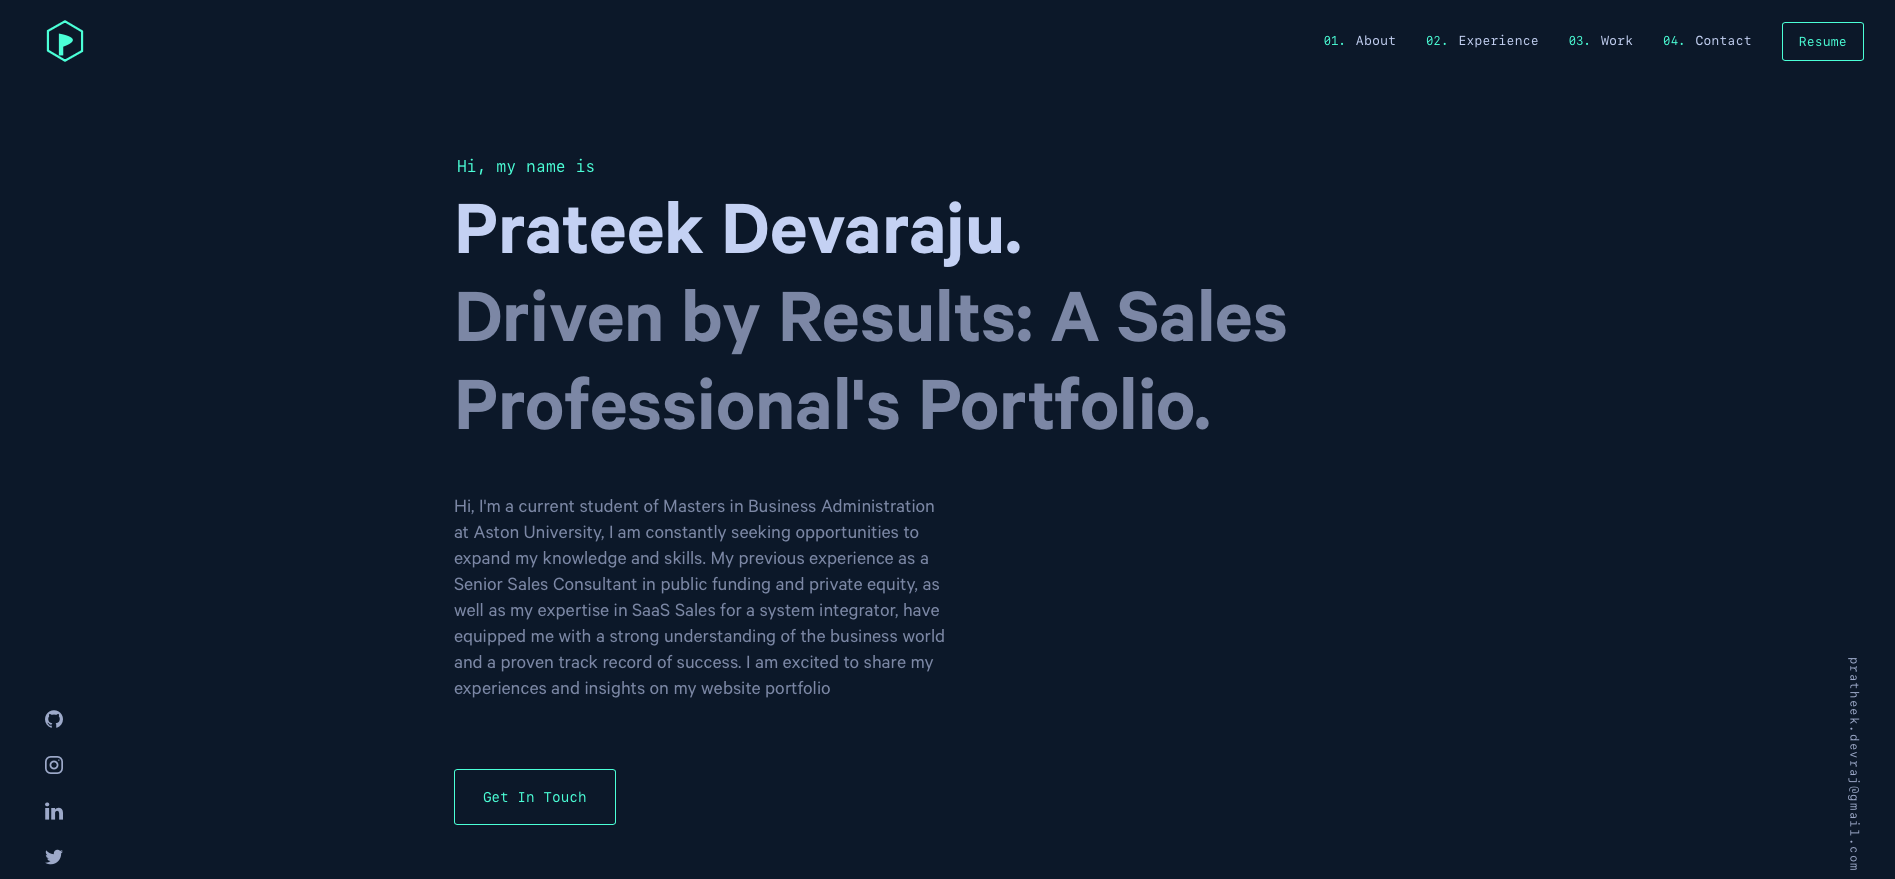 01. About
02. Experience
03. Work
04. Contact
Resume
Hi, my name is
Prateek Devaraju.
Driven by Results: A Sales
Professional's Portfolio.
Hi, I'm a current student of Masters in Business Administration
at Aston University, I am constantly seeking opportunities to
expand my knowledge and skills. My previous experience as a
Senior Sales Consultant in public funding and private equity, as
well as my expertise in SaaS Sales for a system integrator, have
equipped me with a strong understanding of the business world
and a proven track record of success. I am excited to share my
experiences and insights on my website portfolio
Get In Touch
pratheek.devraj@gmail.com